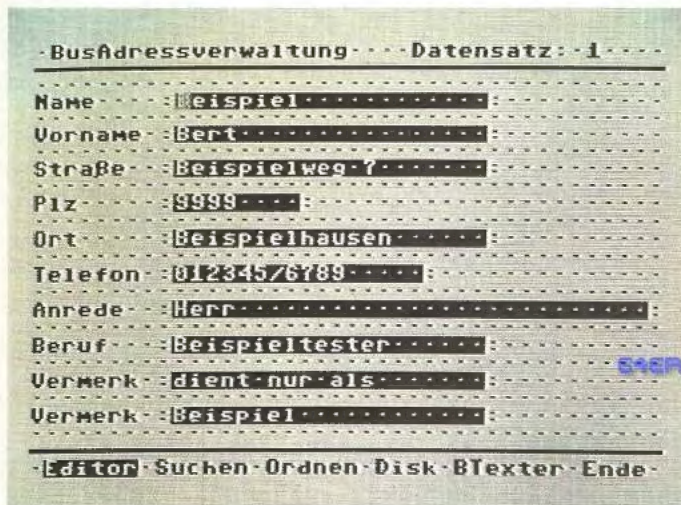 BusAdressverwaltung Datensatz: 1
Name :Beispiel :
Vorname :Bert :
Straße :Beispielweg 7 :
Plz :9999 :
Ort :Beispielhausen :
Telefon :012345/6789 :
Anrede :Herr :
Beruf :Beispieltester :
Vermerk :dient nur als :
Vermerk :Beispiel :
Editor Suchen Ordnen Disk BTexter Ende